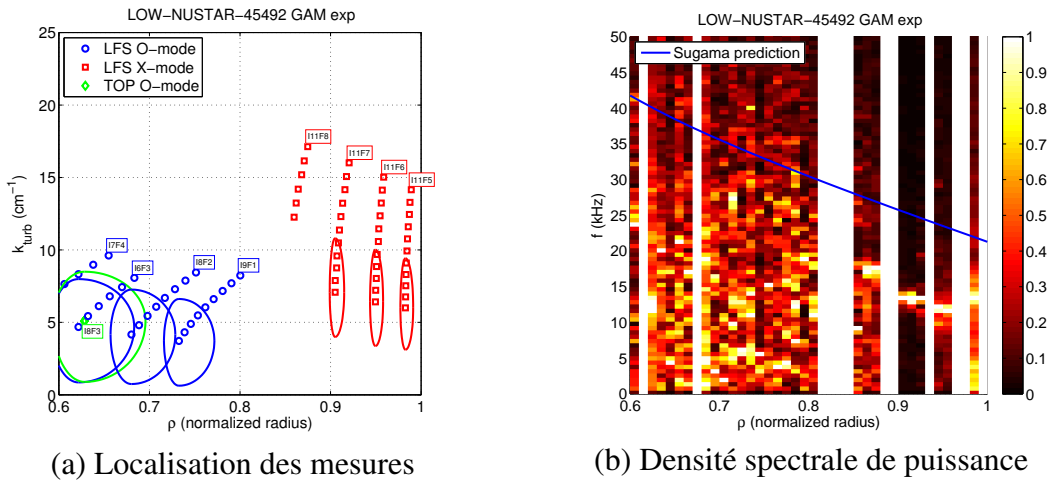 LOW−NUSTAR−45492 GAM exp
25
20
15
10
5
0
k_turb (cm⁻¹)
LFS O−mode
LFS X−mode
TOP O−mode
I11F8
I11F7
I11F6
I11F5
I7F4
I6F3
I8F2
I9F1
I8F3
0.6 0.7 0.8 0.9 1
ρ (normalized radius)
(a) Localisation des mesures
LOW−NUSTAR−45492 GAM exp
50
45
40
35
30
25
20
15
10
5
0
f (kHz)
Sugama prediction
0.6 0.7 0.8 0.9 1
ρ (normalized radius)
1
0.9
0.8
0.7
0.6
0.5
0.4
0.3
0.2
0.1
0
(b) Densité spectrale de puissance